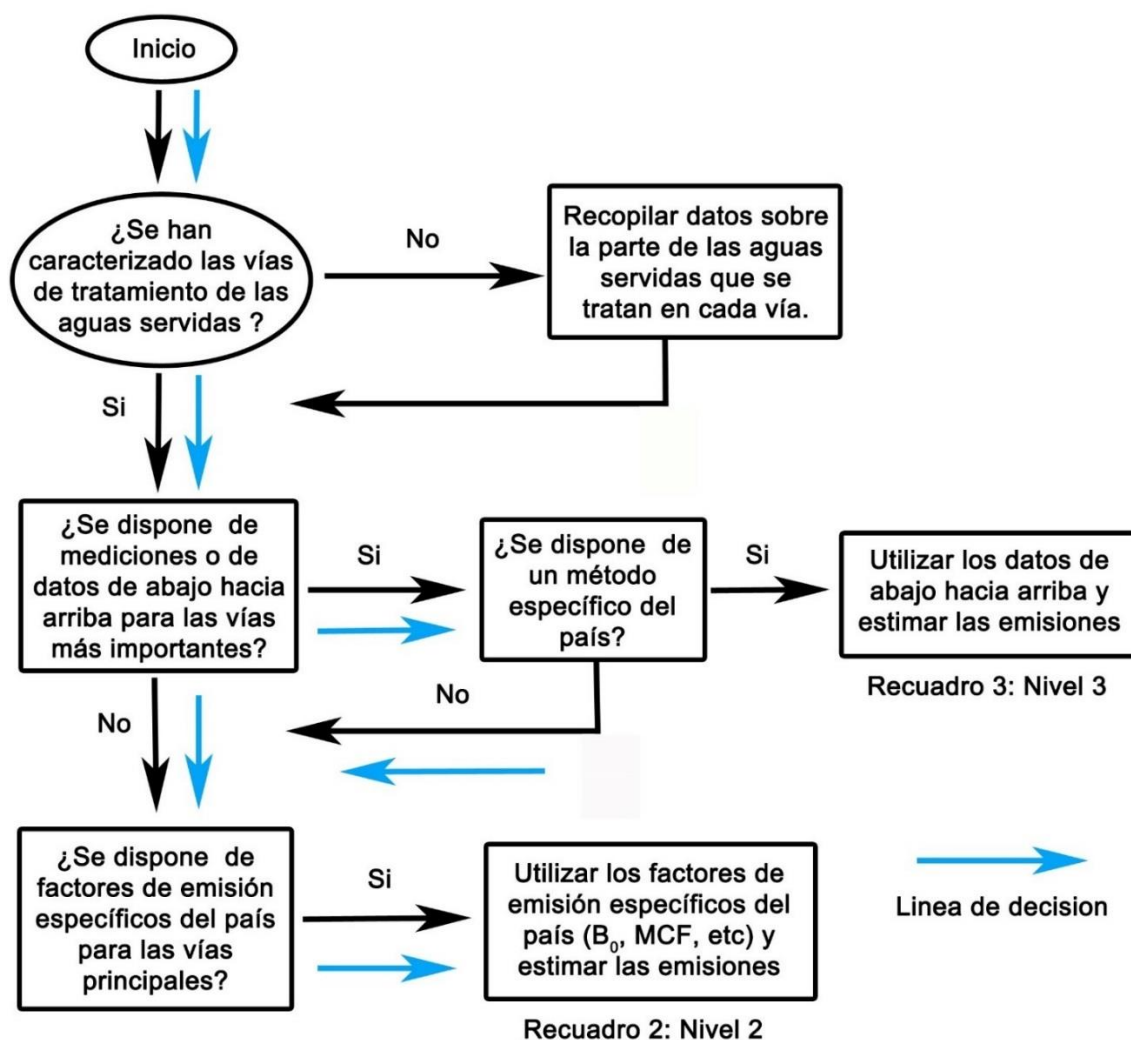 Inicio
¿Se han
caracterizado las vías
de tratamiento de las
aguas servidas ?
No
Recopilar datos sobre
la parte de las aguas
servidas que se
tratan en cada vía.
Si
¿Se dispone de
mediciones o de
datos de abajo hacia
arriba para las vías
más importantes?
Si
¿Se dispone de
un método
específico del
país?
Si
Utilizar los datos de
abajo hacia arriba y
estimar las emisiones
Recuadro 3: Nivel 3
No
No
¿Se dispone de
factores de emisión
específicos del país
para las vías
principales?
Si
Utilizar los factores de
emisión específicos del
país (B₀, MCF, etc) y
estimar las emisiones
Recuadro 2: Nivel 2
Linea de decision